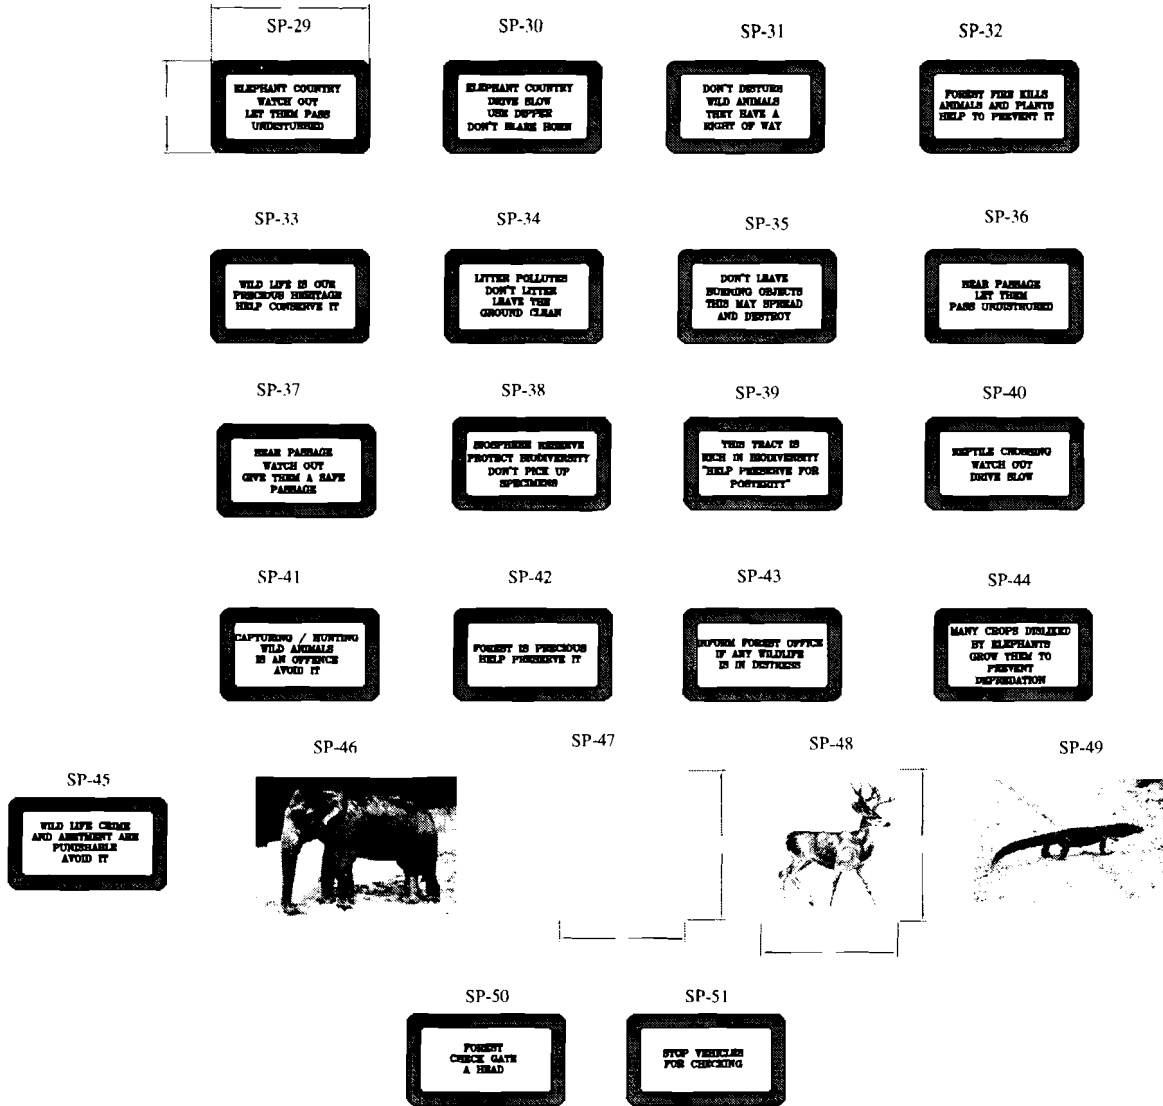 SP-29
SP-30
SP-31
SP-32
ELEPHANT COUNTRY
WATCH OUT
LET THEM PASS
UNDISTURBED
ELEPHANT COUNTRY
DRIVE SLOW
USE DIPPER
DON'T BLARE HORN
DON'T DISTURB
WILD ANIMALS
THEY HAVE A
RIGHT OF WAY
FOREST FIRE KILLS
ANIMALS AND PLANTS
HELP TO PREVENT IT
SP-33
SP-34
SP-35
SP-36
WILD LIFE IS OUR
PRECIOUS HERITAGE
HELP CONSERVE IT
LITTER POLLUTES
DON'T LITTER
LEAVE THE
GROUND CLEAN
DON'T LEAVE
BURNING OBJECTS
THIS MAY SPREAD
AND DESTROY
BEAR PASSAGE
LET THEM
PASS UNDISTRUBED
SP-37
SP-38
SP-39
SP-40
BEAR PASSAGE
WATCH OUT
GIVE THEM A SAFE
PASSAGE
BIOSPHERE RESERVE
PROTECT BIODIVERSITY
DON'T PICK UP
SPECIMENS
THIS TRACT IS
RICH IN BIODIVERSITY
"HELP PRESERVE FOR
POSTERITY"
REPTILE CROSSING
WATCH OUT
DRIVE SLOW
SP-41
SP-42
SP-43
SP-44
CAPTURING / HUNTING
WILD ANIMALS
IS AN OFFENCE
AVOID IT
FOREST IS PRECIOUS
HELP PRESERVE IT
INFORM FOREST OFFICE
IF ANY WILDLIFE
IS IN DISTRESS
MANY CROPS DISLIKED
BY ELEPHANTS
GROW THEM TO
PREVENT
DEPREDATION
SP-45
SP-46
SP-47
SP-48
SP-49
WILD LIFE CRIME
AND ABETMENT ARE
PUNISHABLE
AVOID IT
SP-50
SP-51
FOREST
CHECK GATE
A HEAD
STOP VEHICLES
FOR CHECKING